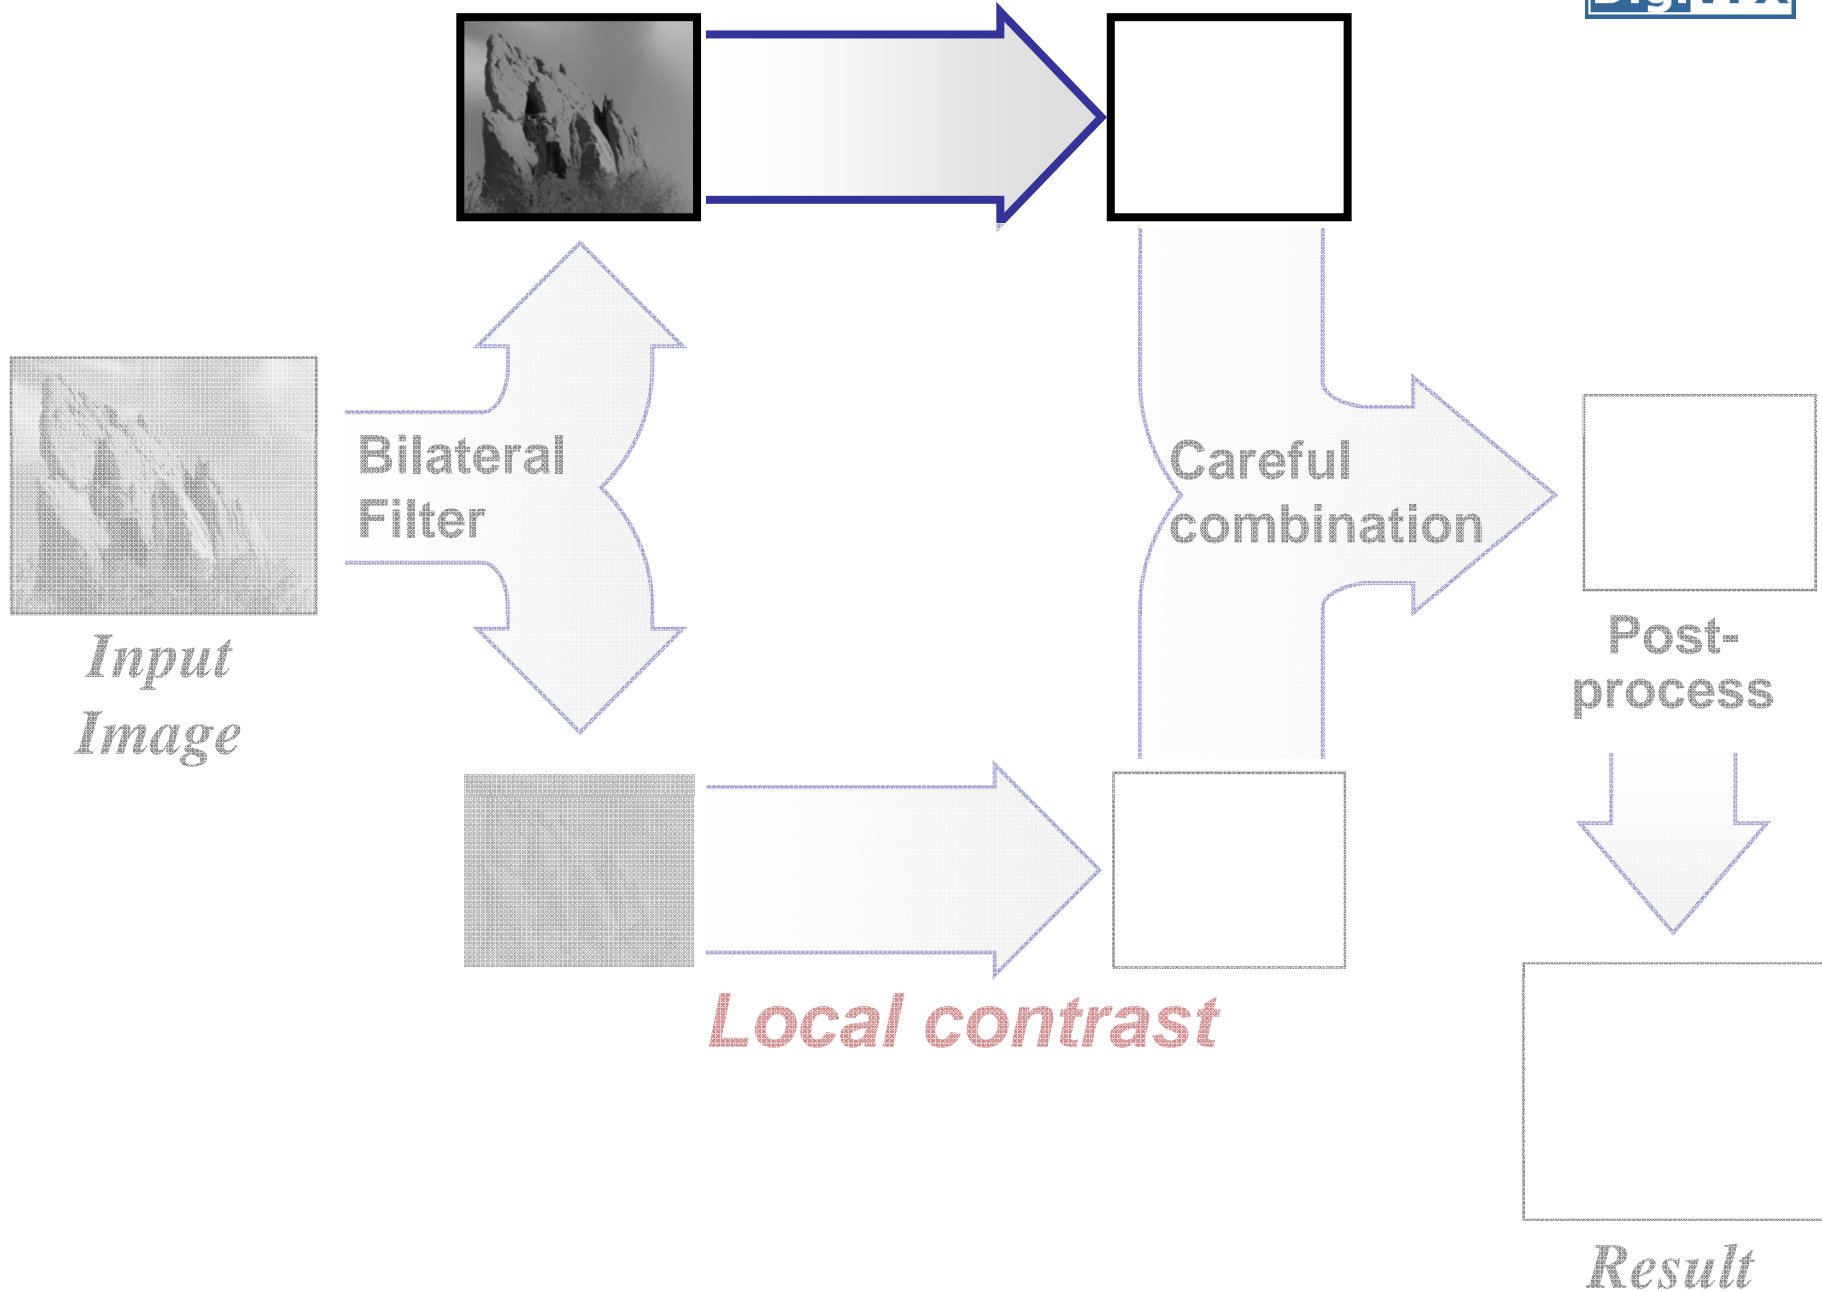 Bilateral
Filter
Careful
combination
Input
Image
Post-
process
Local contrast
Result